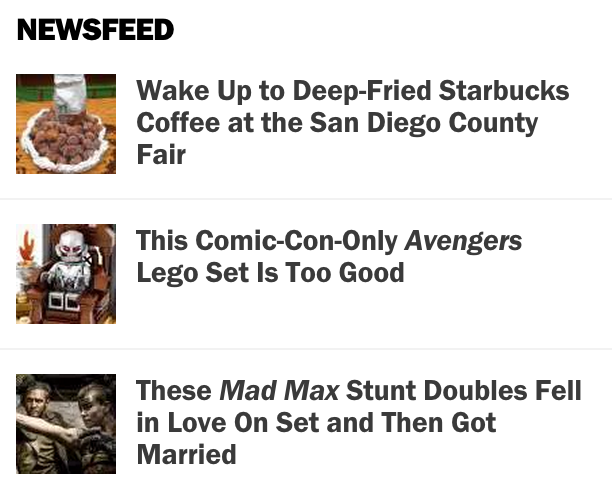 NEWSFEED
Wake Up to Deep-Fried Starbucks
Coffee at the San Diego County
Fair
This Comic-Con-Only Avengers
Lego Set Is Too Good
These Mad Max Stunt Doubles Fell
in Love On Set and Then Got
Married